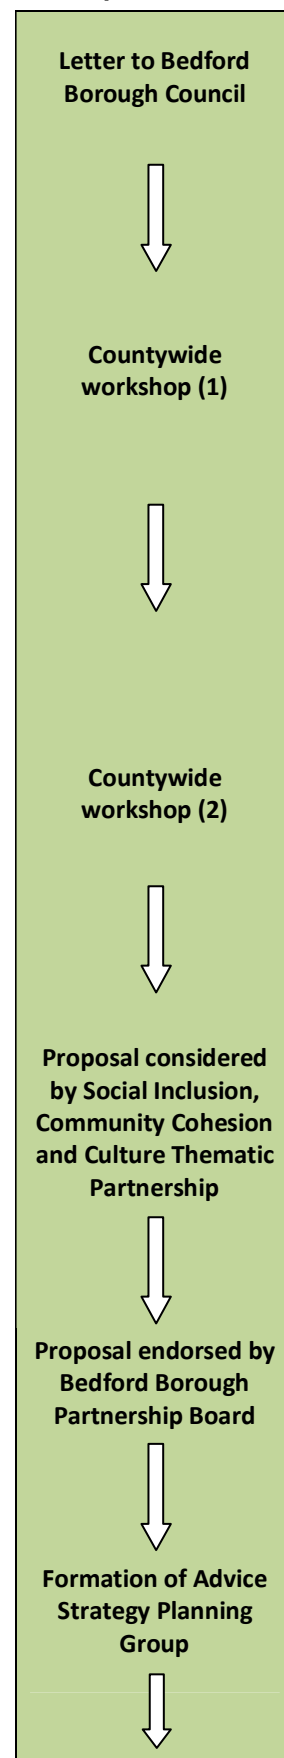 Letter to Bedford
Borough Council
Countywide
workshop (1)
Countywide
workshop (2)
Proposal considered
by Social Inclusion,
Community Cohesion
and Culture Thematic
Partnership
Proposal endorsed by
Bedford Borough
Partnership Board
Formation of Advice
Strategy Planning
Group